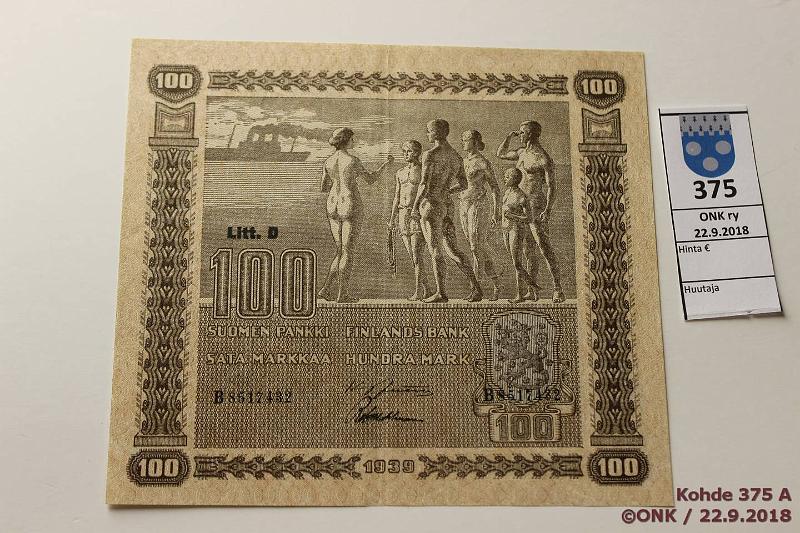 100
100
Litt. D
100
SUOMEN PANKKI FINLANDS BANK
SATA MARKKAA HUNDRA MARK
B8517432
B8517432
100
100
1939
100
375
ONK ry
22.9.2018
Hinta €
Huutaja
Kohde 375 A
©ONK / 22.9.2018